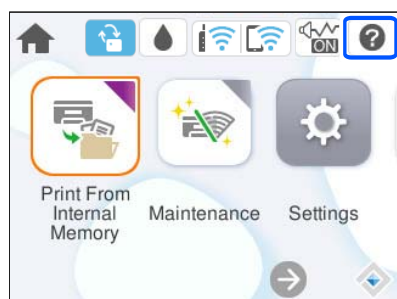 ON
?
Print From
Internal
Memory
Maintenance
Settings